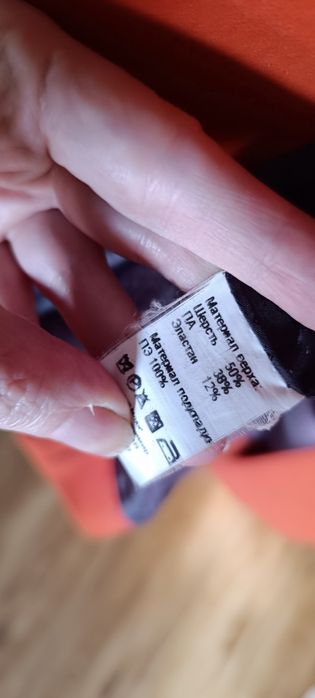 Материал верха:
Шерсть 50%
ПА 38%
Эластан 12%
Материал подкладки
ПЭ 100%